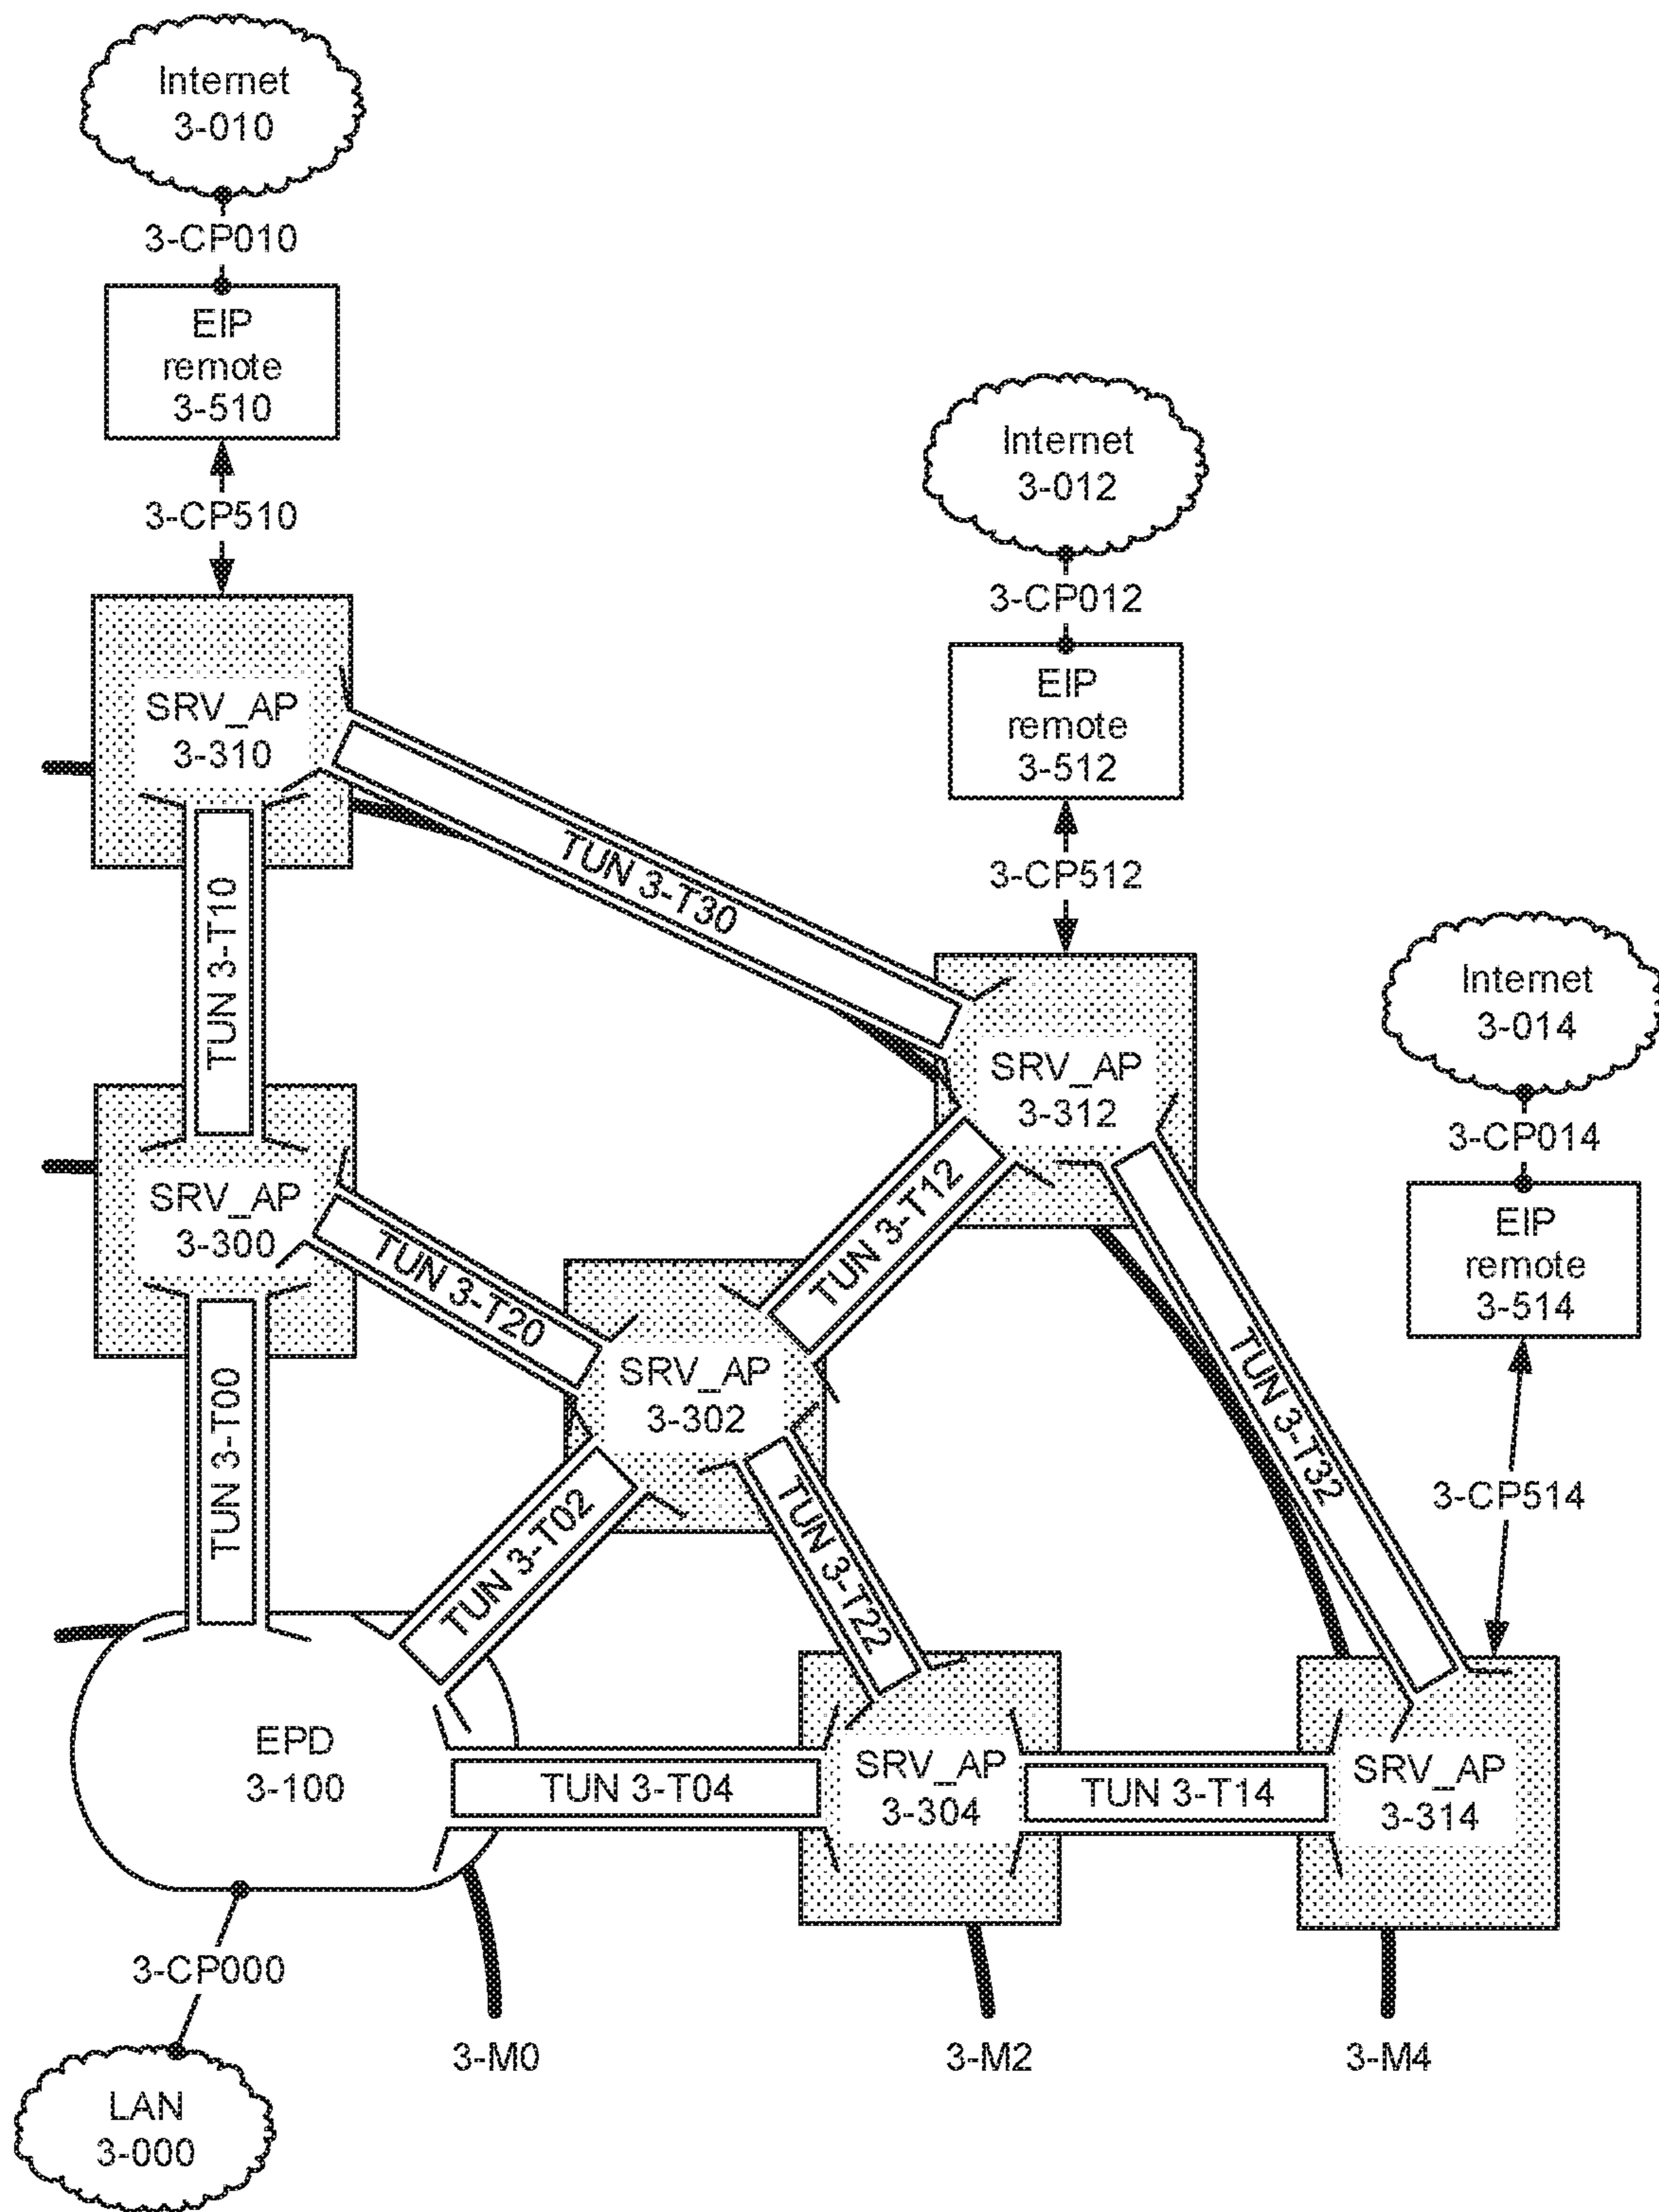 Internet
3-010
3-CP010
EIP
remote
3-510
3-CP510
Internet
3-012
3-CP012
EIP
remote
3-512
3-CP512
SRV_AP
3-310
TUN 3-T30
TUN 3-T10
Internet
3-014
3-CP014
EIP
remote
3-514
3-CP514
SRV_AP
3-312
SRV_AP
3-300
TUN 3-T20
TUN 3-T12
TUN 3-T32
SRV_AP
3-302
TUN 3-T00
TUN 3-T02
TUN 3-T22
EPD
3-100
TUN 3-T04
SRV_AP
3-304
TUN 3-T14
SRV_AP
3-314
3-CP000
3-M0
3-M2
3-M4
LAN
3-000